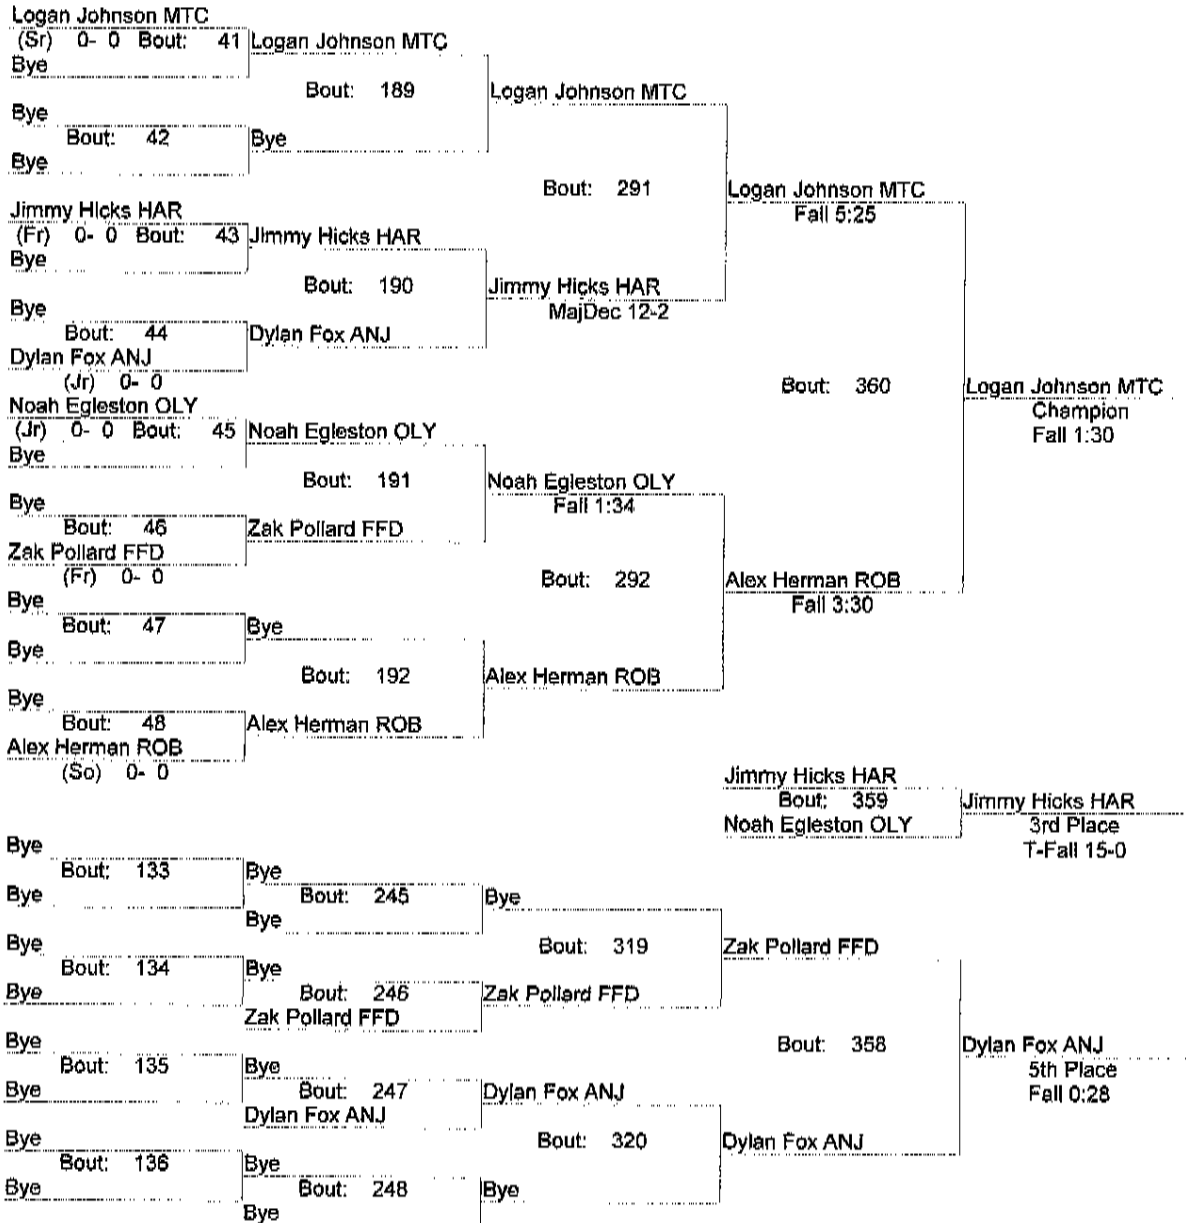 Logan Johnson MTC
(Sr) 0- 0 Bout: 41 Logan Johnson MTC
Bye
Bout: 189 Logan Johnson MTC
Bye
Bout: 42 Bye
Bye
Bout: 291 Logan Johnson MTC
Fall 5:25
Jimmy Hicks HAR
(Fr) 0- 0 Bout: 43 Jimmy Hicks HAR
Bye
Bout: 190 Jimmy Hicks HAR
MajDec 12-2
Bye
Bout: 44 Dylan Fox ANJ
Dylan Fox ANJ
(Jr) 0- 0
Bout: 360 Logan Johnson MTC
Champion
Fall 1:30
Noah Egleston OLY
(Jr) 0- 0 Bout: 45 Noah Egleston OLY
Bye
Bout: 191 Noah Egleston OLY
Fall 1:34
Bye
Bout: 46 Zak Pollard FFD
Zak Pollard FFD
(Fr) 0- 0
Bout: 292 Alex Herman ROB
Fall 3:30
Bye
Bout: 47 Bye
Bye
Bout: 192 Alex Herman ROB
Bye
Bout: 48 Alex Herman ROB
Alex Herman ROB
(So) 0- 0
Jimmy Hicks HAR
Bout: 359 Jimmy Hicks HAR
Noah Egleston OLY 3rd Place
T-Fall 15-0
Bye
Bout: 133 Bye
Bye Bout: 245 Bye
Bye
Bye Bout: 319 Zak Pollard FFD
Bout: 134 Bye
Bye Bout: 246 Zak Pollard FFD
Zak Pollard FFD
Bye Bout: 358 Dylan Fox ANJ
Bout: 135 Bye 5th Place
Bye Bout: 247 Dylan Fox ANJ Fall 0:28
Dylan Fox ANJ
Bye Bout: 320 Dylan Fox ANJ
Bout: 136 Bye
Bye Bout: 248 Bye
Bye